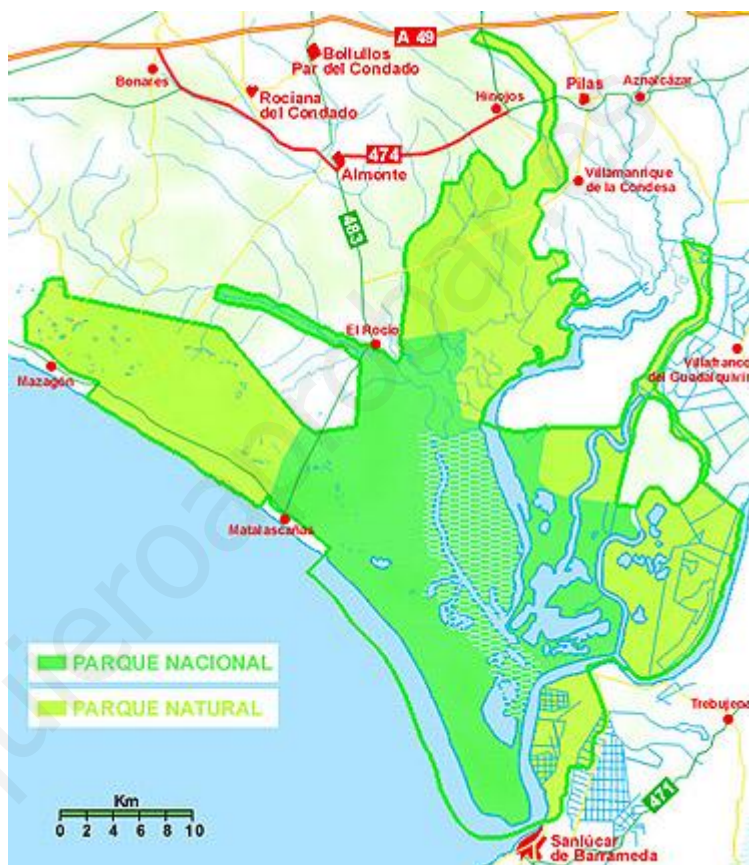 A 49
Bollullos
Par del Condado
Bonares
Rociana
del Condado
Hinojos
Pilas
Aznalcázar
474
Almonte
Villamanrique
de la Condesa
483
El Rocío
Mazagón
Villafranco
del Guadalquivir
Matalascañas
PARQUE NACIONAL
PARQUE NATURAL
Trebujena
Km
0 2 4 6 8 10
471
Sanlúcar
de Barrameda